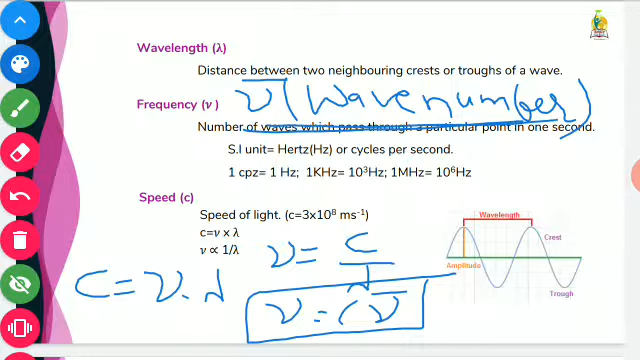 Wavelength (λ)
Distance between two neighbouring crests or troughs of a wave.
Frequency (ν)
ν̅ (Wavenumber)
Number of waves which pass through a particular point in one second.
S.I unit= Hertz(Hz) or cycles per second.
1 cpz= 1 Hz; 1KHz= 10³Hz; 1MHz= 10⁶Hz
Speed (c)
Speed of light. (c=3x10⁸ ms⁻¹)
c=ν x λ
ν ∝ 1/λ
ν = c/λ
C = ν.λ
ν = cν̅
Wavelength
Crest
Amplitude
Trough